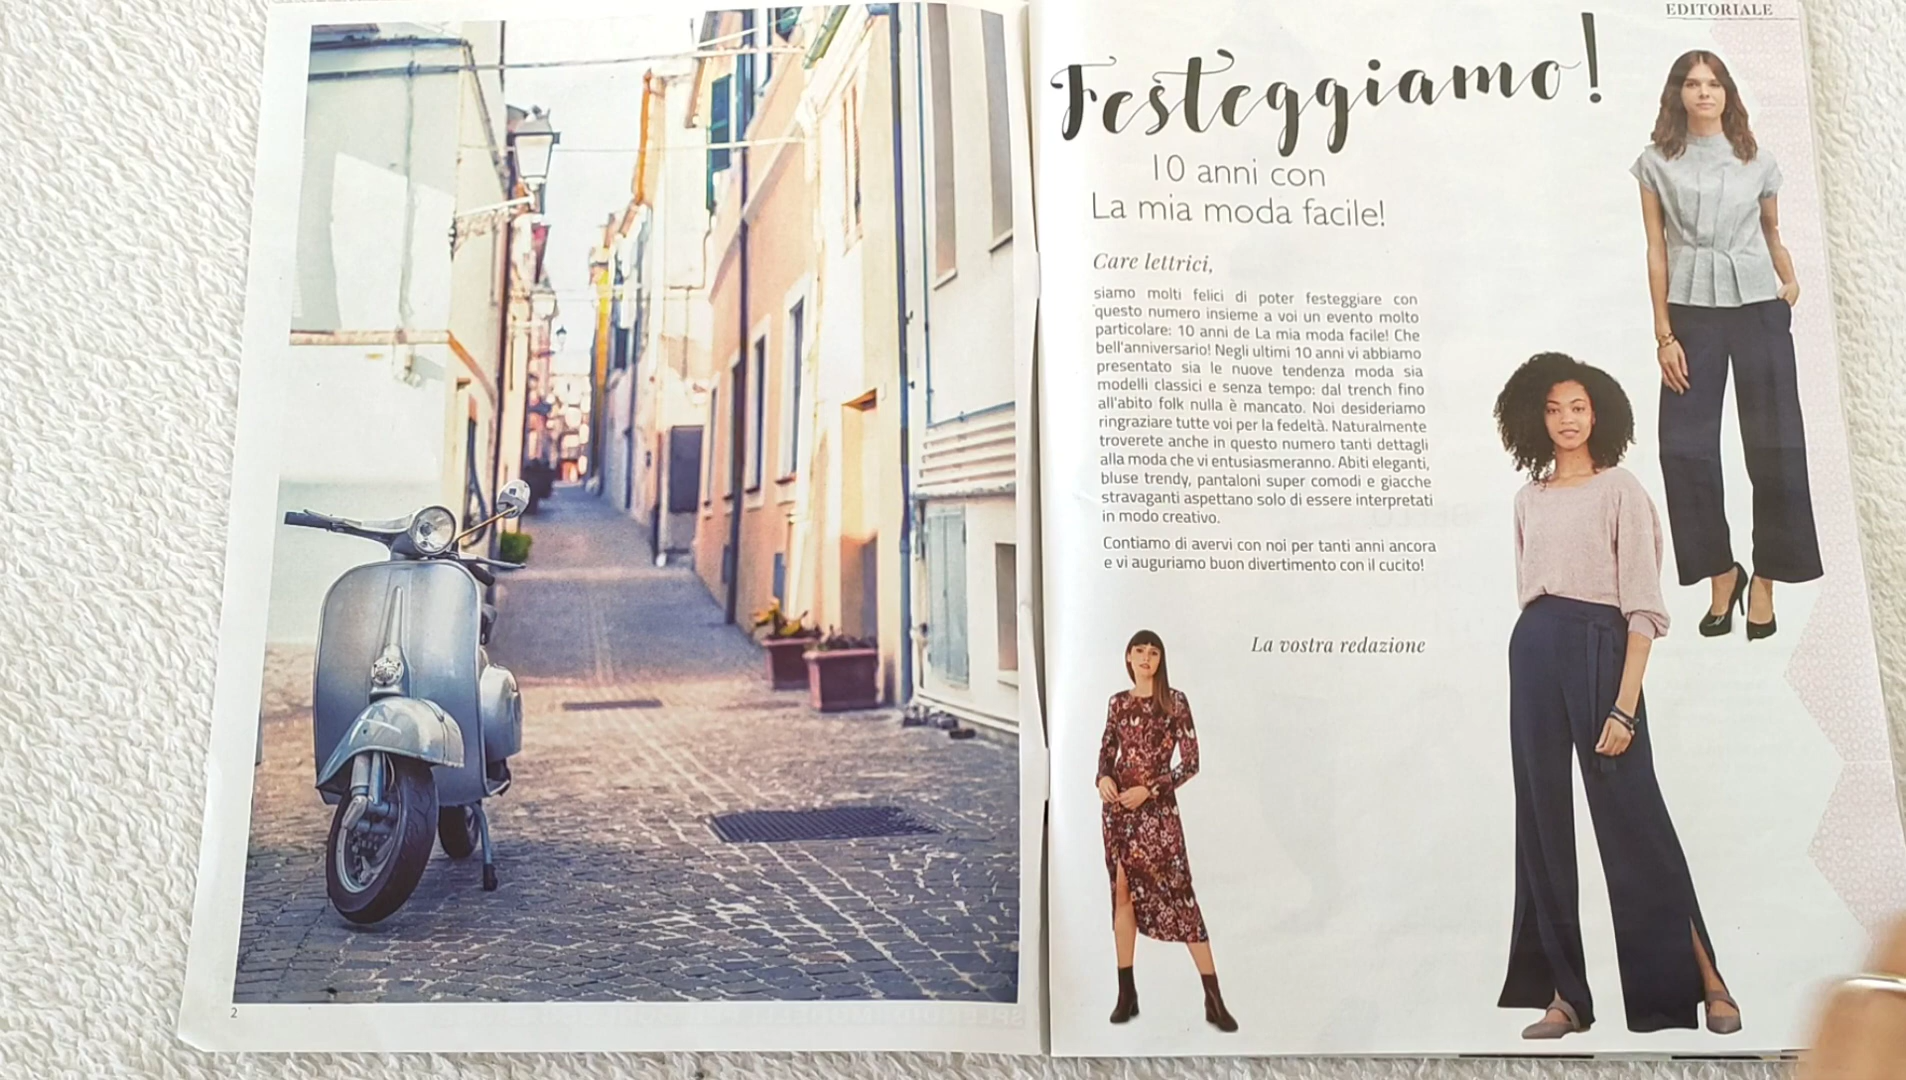 2
EDITORIALE
Festeggiamo!
10 anni con
La mia moda facile!
Care lettrici,
siamo molti felici di poter festeggiare con
questo numero insieme a voi un evento molto
particolare: 10 anni de La mia moda facile! Che
bell'anniversario! Negli ultimi 10 anni vi abbiamo
presentato sia le nuove tendenza moda sia
modelli classici e senza tempo: dal trench fino
all'abito folk nulla è mancato. Noi desideriamo
ringraziare tutte voi per la fedeltà. Naturalmente
troverete anche in questo numero tanti dettagli
alla moda che vi entusiasmeranno. Abiti eleganti,
bluse trendy, pantaloni super comodi e giacche
stravaganti aspettano solo di essere interpretati
in modo creativo.
Contiamo di avervi con noi per tanti anni ancora
e vi auguriamo buon divertimento con il cucito!
La vostra redazione